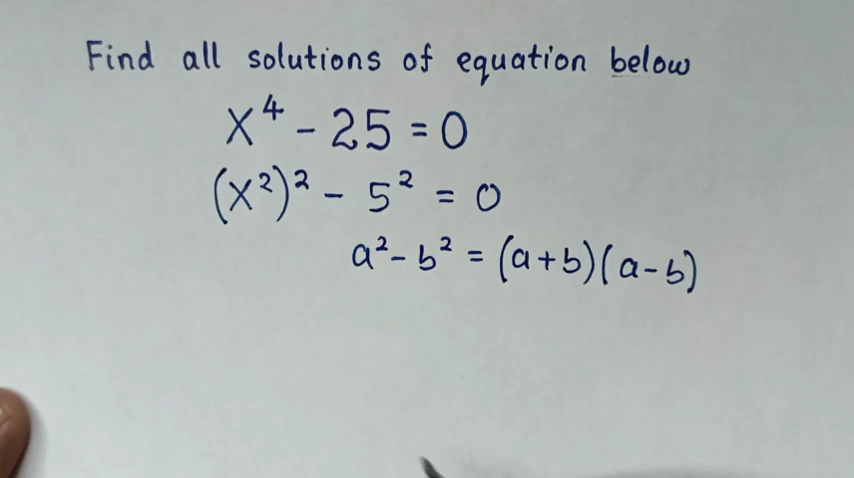 Find all solutions of equation below
x⁴ - 25 = 0
(x²)² - 5² = 0
a² - b² = (a+b)(a-b)